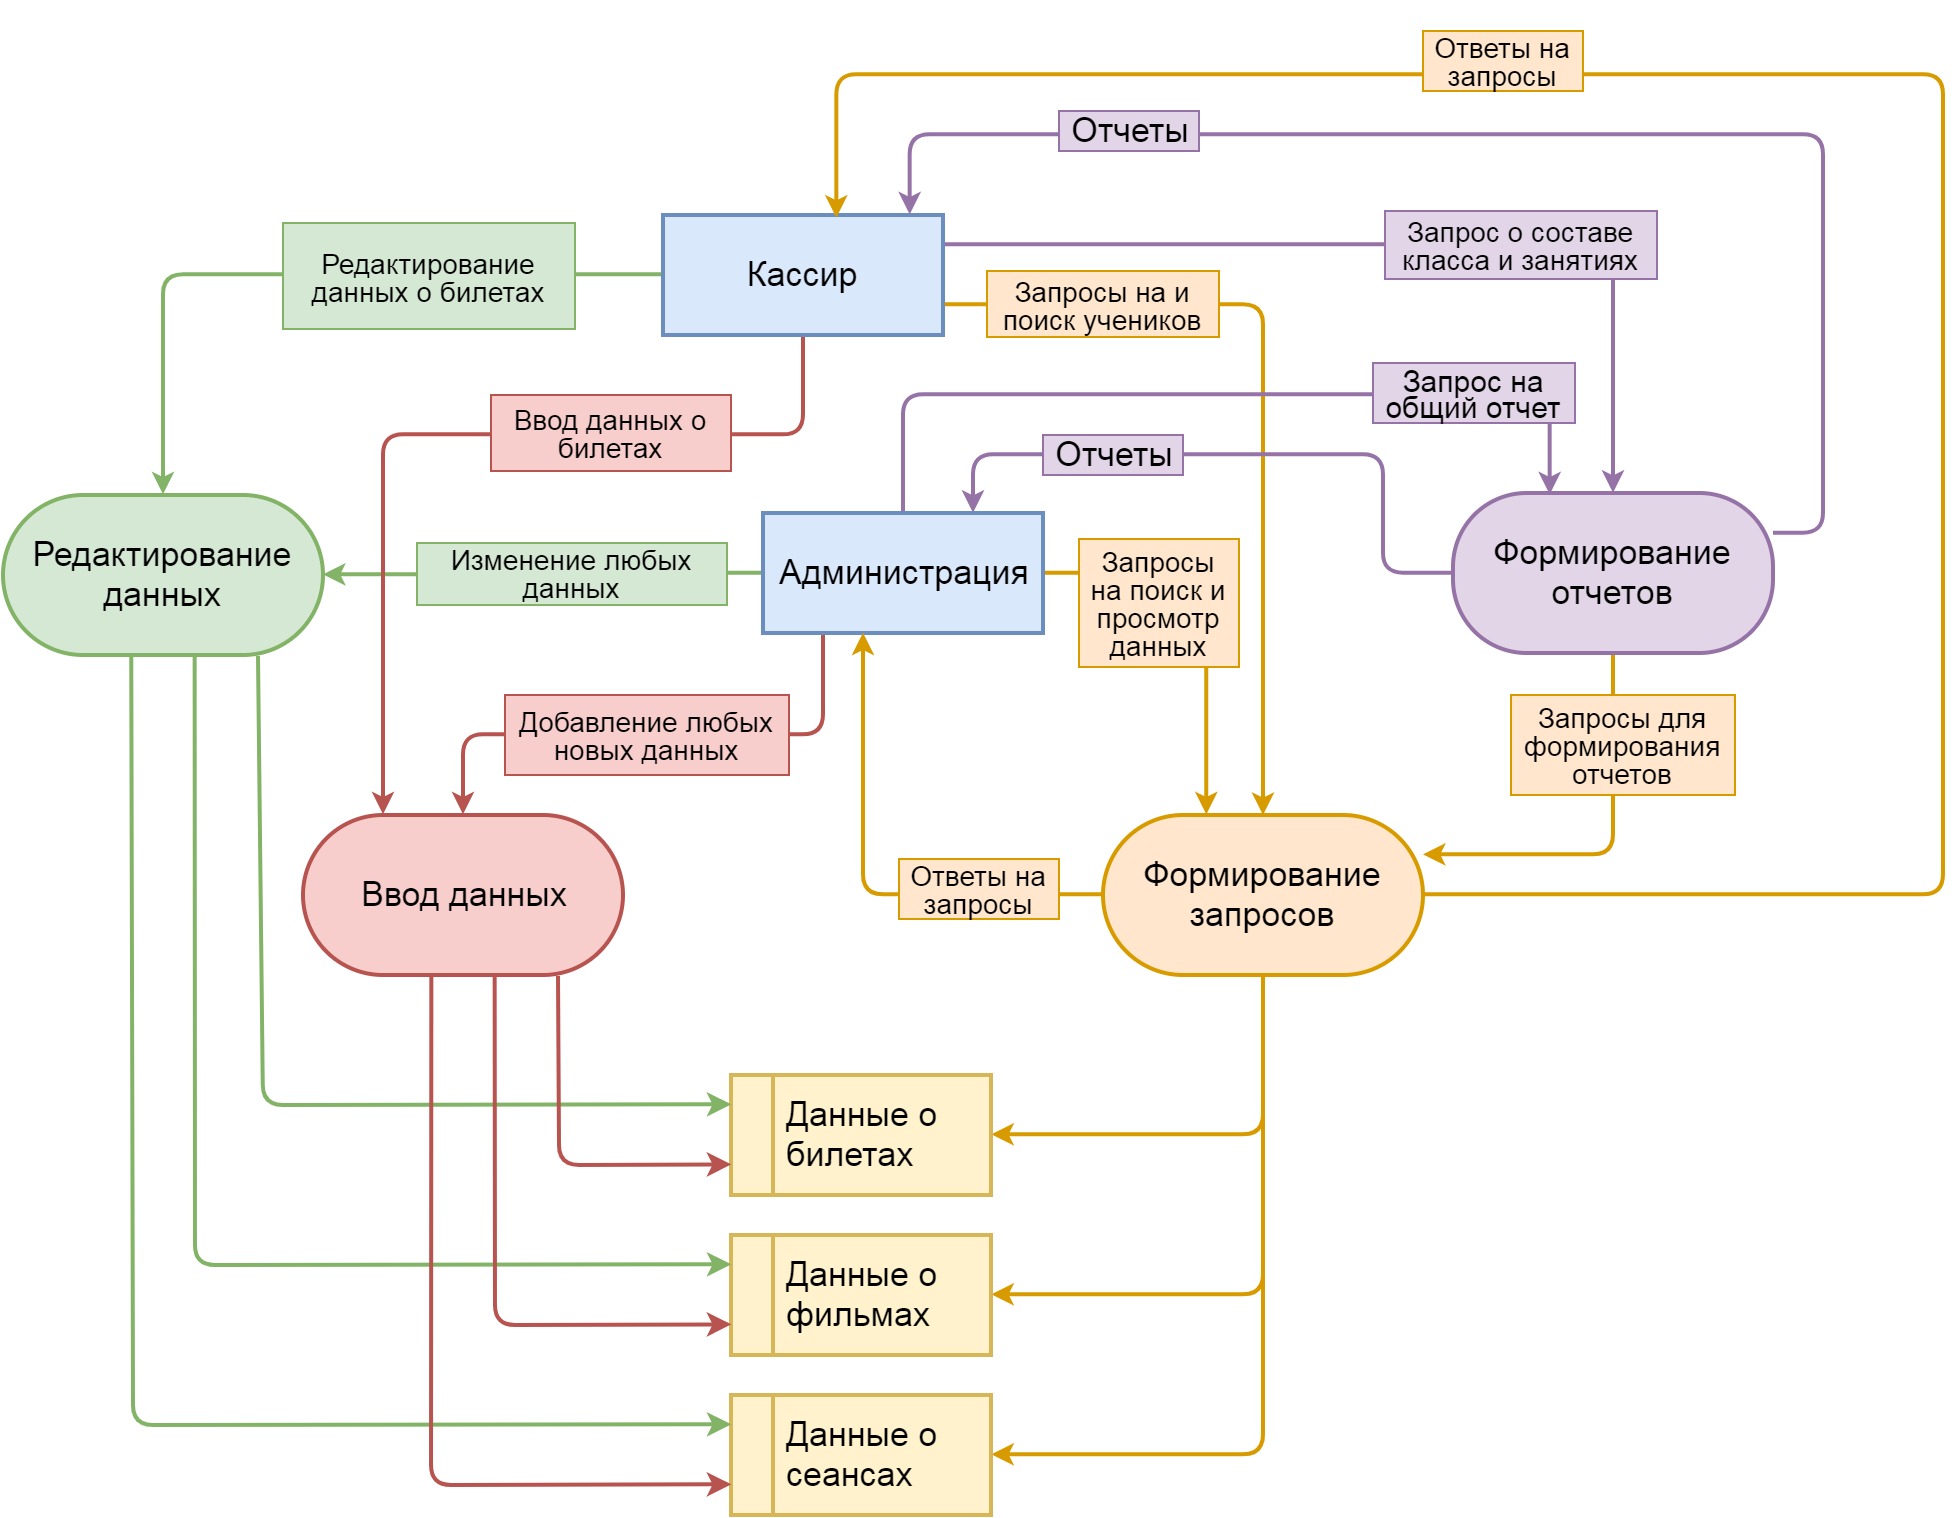 Ответы на
запросы
Отчеты
Запрос о составе
класса и занятиях
Редактирование
данных о билетах
Кассир
Запросы на и
поиск учеников
Запрос на
общий отчет
Ввод данных о
билетах
Отчеты
Редактирование
данных
Изменение любых
данных
Администрация
Запросы
на поиск и
просмотр
данных
Формирование
отчетов
Добавление любых
новых данных
Запросы для
формирования
отчетов
Ввод данных
Ответы на
запросы
Формирование
запросов
Данные о
билетах
Данные о
фильмах
Данные о
сеансах